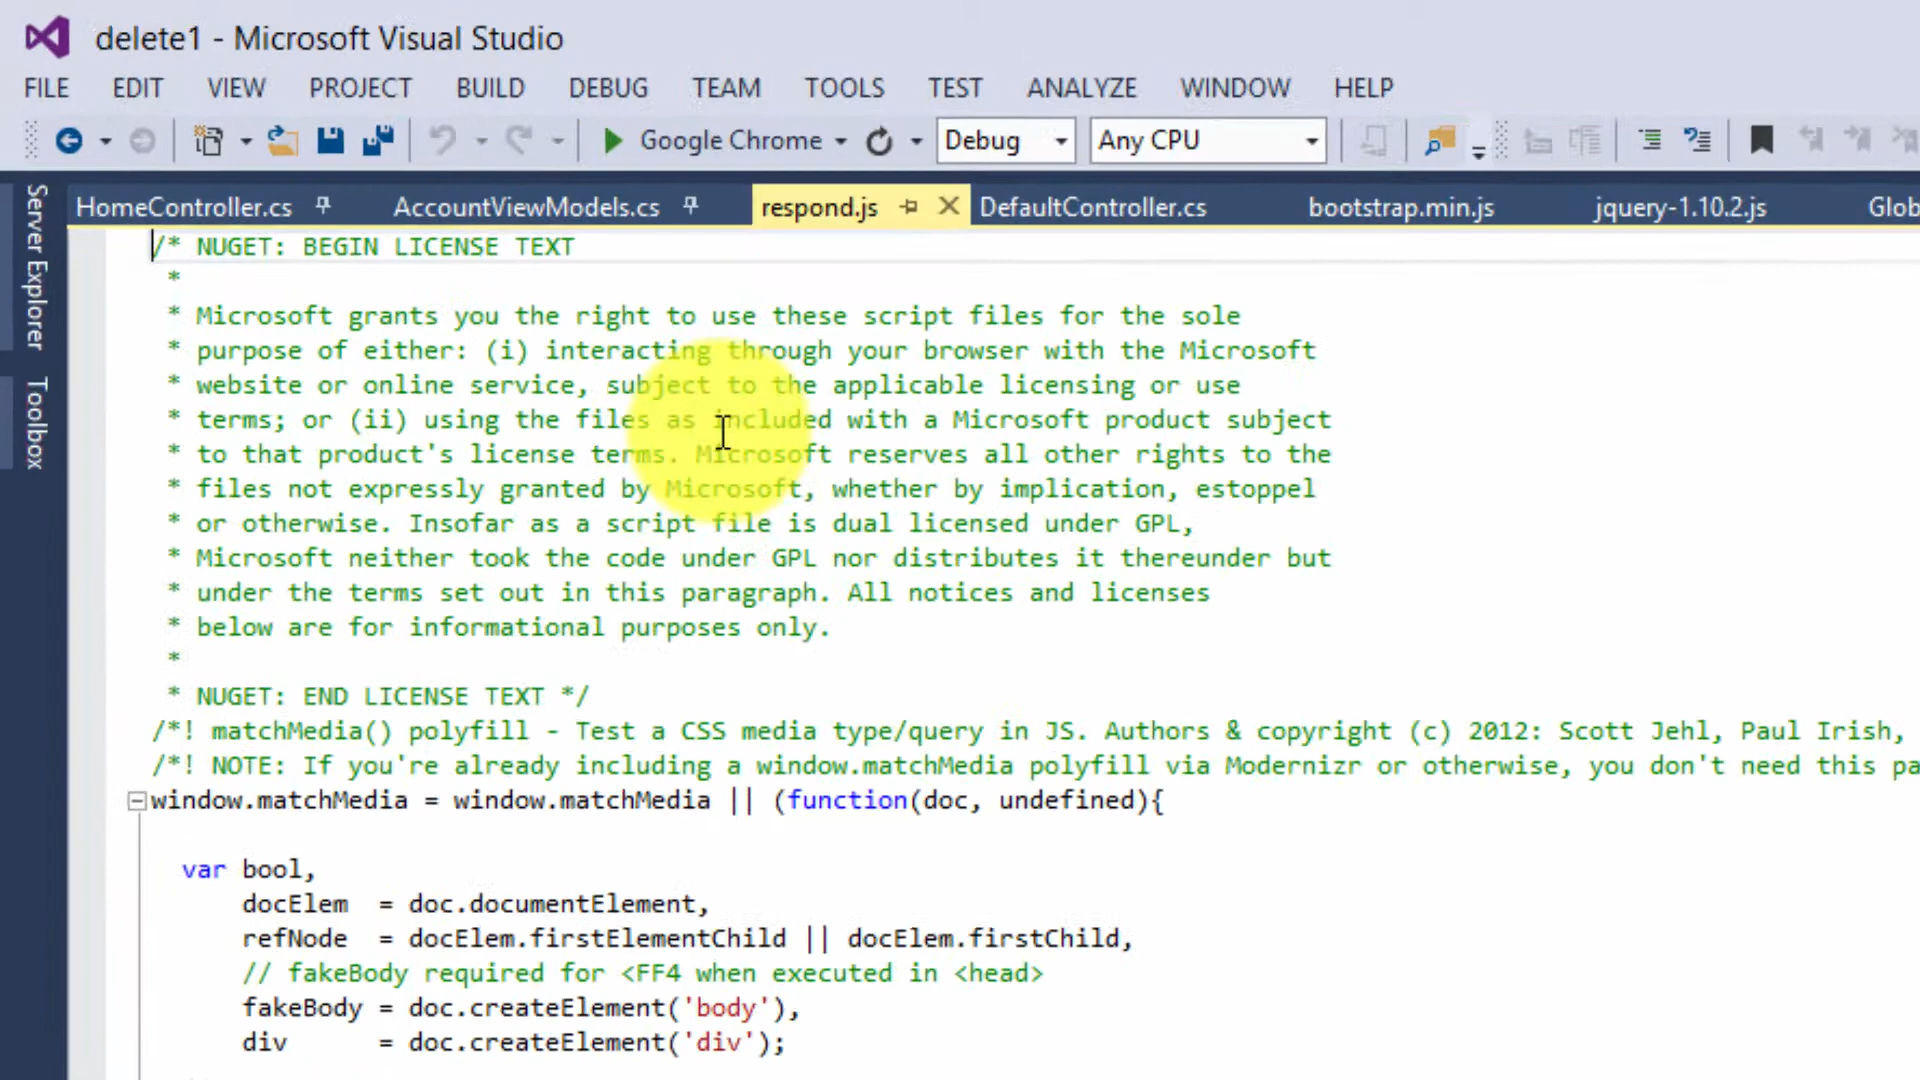 delete1 - Microsoft Visual Studio
FILE EDIT VIEW PROJECT BUILD DEBUG TEAM TOOLS TEST ANALYZE WINDOW HELP
Google Chrome Debug Any CPU
Server Explorer
Toolbox
HomeController.cs AccountViewModels.cs respond.js DefaultController.cs bootstrap.min.js jquery-1.10.2.js Glob
/* NUGET: BEGIN LICENSE TEXT
*
* Microsoft grants you the right to use these script files for the sole
* purpose of either: (i) interacting through your browser with the Microsoft
* website or online service, subject to the applicable licensing or use
* terms; or (ii) using the files as included with a Microsoft product subject
* to that product's license terms. Microsoft reserves all other rights to the
* files not expressly granted by Microsoft, whether by implication, estoppel
* or otherwise. Insofar as a script file is dual licensed under GPL,
* Microsoft neither took the code under GPL nor distributes it thereunder but
* under the terms set out in this paragraph. All notices and licenses
* below are for informational purposes only.
*
* NUGET: END LICENSE TEXT */
/*! matchMedia() polyfill - Test a CSS media type/query in JS. Authors & copyright (c) 2012: Scott Jehl, Paul Irish,
/*! NOTE: If you're already including a window.matchMedia polyfill via Modernizr or otherwise, you don't need this pa
window.matchMedia = window.matchMedia || (function(doc, undefined){
var bool,
docElem = doc.documentElement,
refNode = docElem.firstElementChild || docElem.firstChild,
// fakeBody required for <FF4 when executed in <head>
fakeBody = doc.createElement('body'),
div = doc.createElement('div');